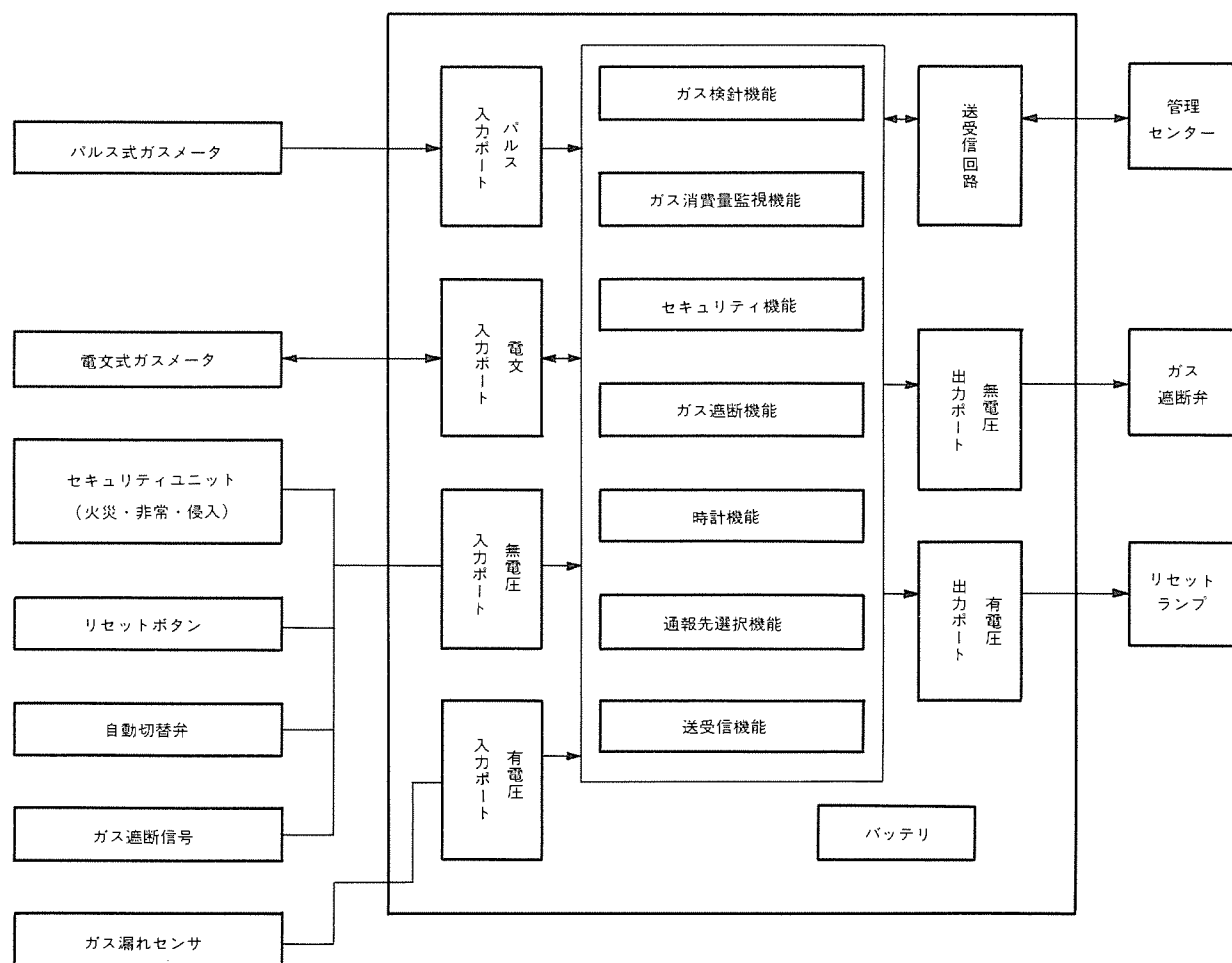 パルス式ガスメータ
電文式ガスメータ
セキュリティユニット
（火災・非常・侵入）
リセットボタン
自動切替弁
ガス遮断信号
ガス漏れセンサ
パルス
入力ポート
電文
入力ポート
無電圧
入力ポート
有電圧
入力ポート
ガス検針機能
ガス消費量監視機能
セキュリティ機能
ガス遮断機能
時計機能
通報先選択機能
送受信機能
送受信回路
無電圧
出力ポート
有電圧
出力ポート
バッテリ
管理
センター
ガス
遮断弁
リセット
ランプ